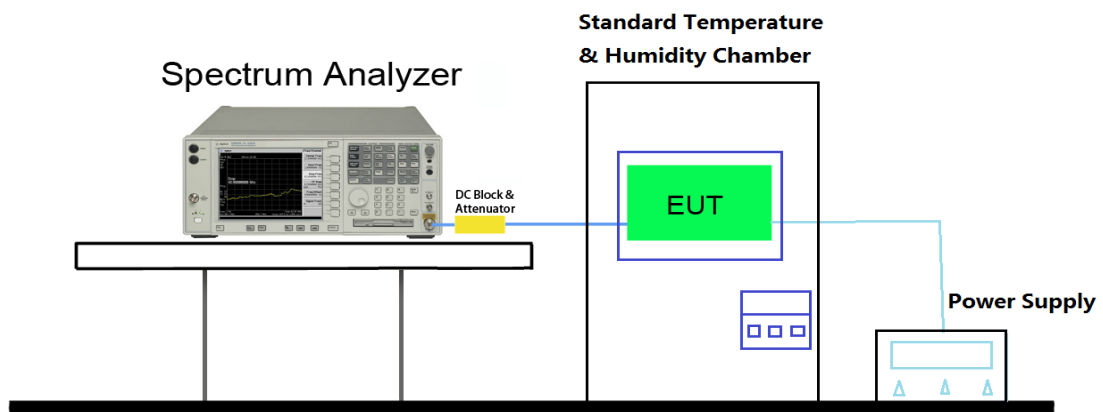 Standard Temperature
& Humidity Chamber
Spectrum Analyzer
DC Block &
Attenuator
EUT
Power Supply